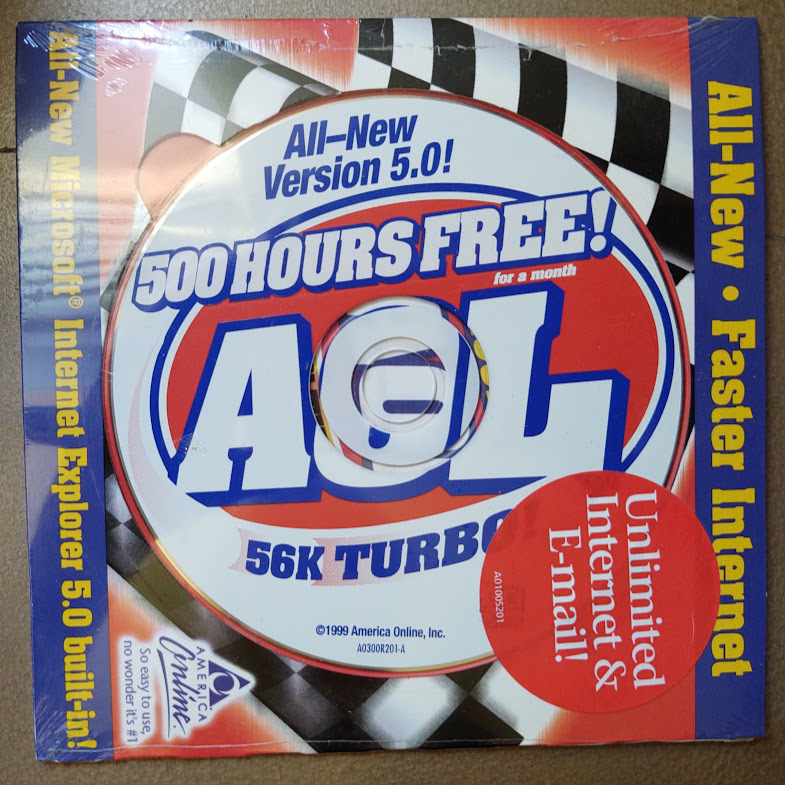 All-New Microsoft® Internet Explorer 5.0 built-in!
All–New
Version 5.0!
500 HOURS FREE!
for a month
AOL
56K TURBO!
©1999 America Online, Inc.
A0300R201-A
Unlimited
Internet &
E-mail!
A0100S201
AMERICA
Online
So easy to use,
no wonder it's #1
All-New • Faster Internet